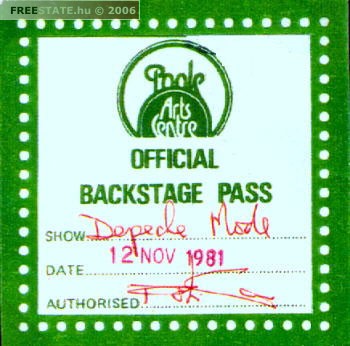 FREESTATE.hu © 2006
Poole
Arts
Centre
OFFICIAL
BACKSTAGE PASS
SHOW Depeche Mode
12 NOV 1981
DATE
AUTHORISED